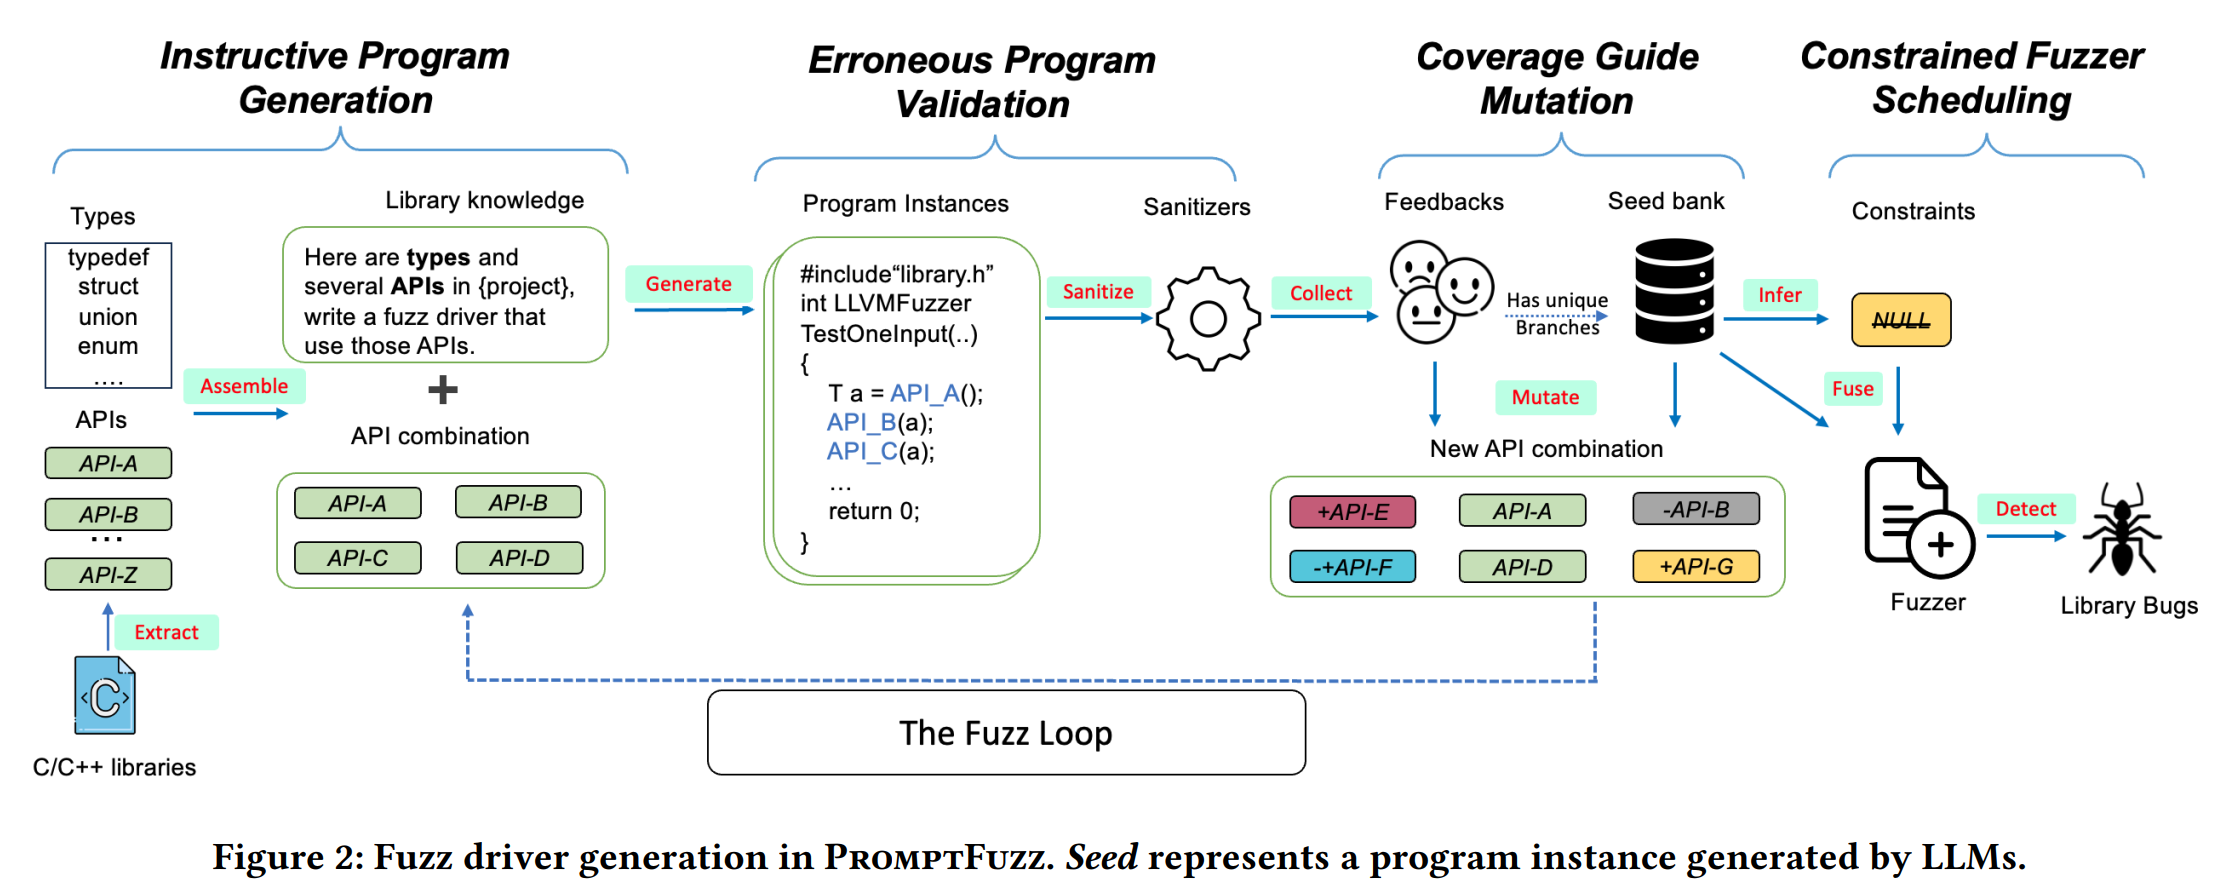 Instructive Program
Generation
Erroneous Program
Validation
Coverage Guide
Mutation
Constrained Fuzzer
Scheduling
Types
typedef
struct
union
enum
....
APIs
API-A
API-B
...
API-Z
Extract
C/C++ libraries
Assemble
Library knowledge
Here are types and
several APIs in {project},
write a fuzz driver that
use those APIs.
+
API combination
API-A
API-B
API-C
API-D
Generate
Program Instances
#include“library.h”
int LLVMFuzzer
TestOneInput(..)
{
T a = API_A();
API_B(a);
API_C(a);
...
return 0;
}
Sanitize
Sanitizers
Collect
Feedbacks
Has unique
Branches
Seed bank
Mutate
New API combination
+API-E
API-A
-API-B
-+API-F
API-D
+API-G
Infer
Constraints
NULL
Fuse
Fuzzer
Detect
Library Bugs
The Fuzz Loop
Figure 2: Fuzz driver generation in PromptFuzz. Seed represents a program instance generated by LLMs.